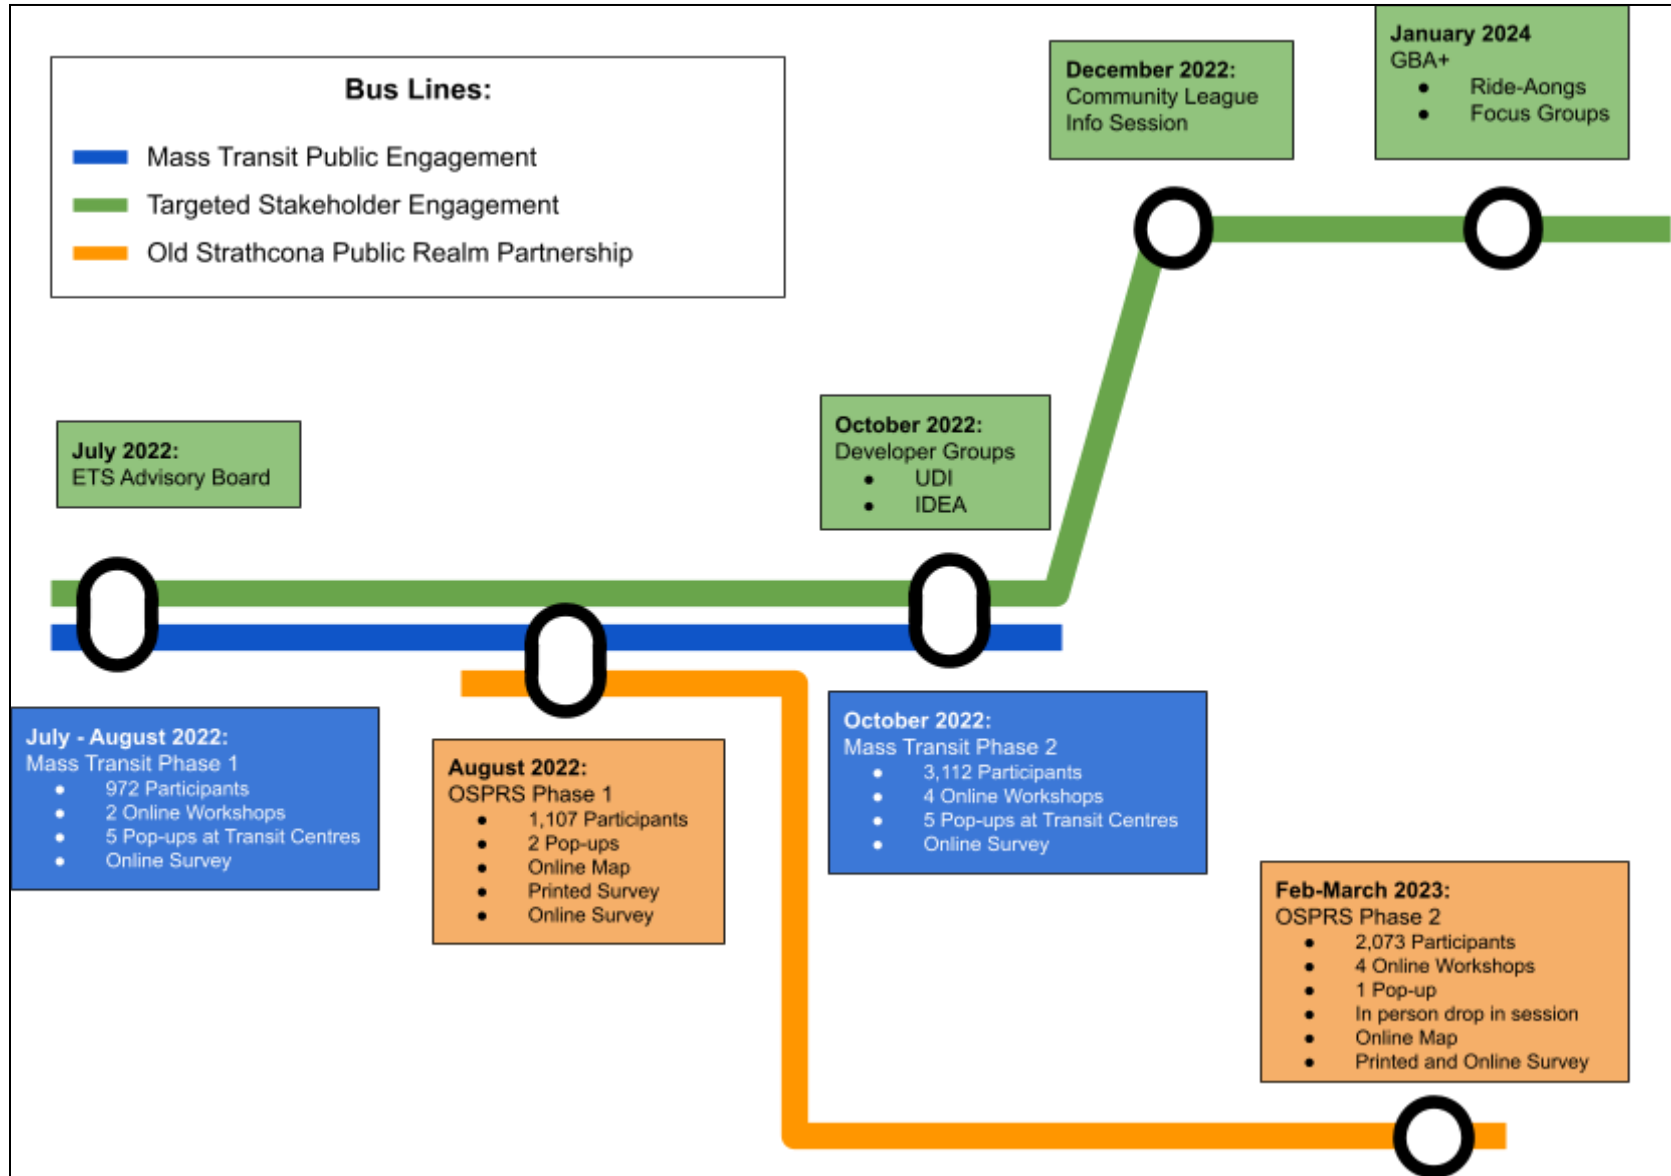 Bus Lines:
Mass Transit Public Engagement
Targeted Stakeholder Engagement
Old Strathcona Public Realm Partnership
December 2022:
Community League
Info Session
January 2024
GBA+
● Ride-Aongs
● Focus Groups
July 2022:
ETS Advisory Board
October 2022:
Developer Groups
● UDI
● IDEA
July - August 2022:
Mass Transit Phase 1
● 972 Participants
● 2 Online Workshops
● 5 Pop-ups at Transit Centres
● Online Survey
August 2022:
OSPRS Phase 1
● 1,107 Participants
● 2 Pop-ups
● Online Map
● Printed Survey
● Online Survey
October 2022:
Mass Transit Phase 2
● 3,112 Participants
● 4 Online Workshops
● 5 Pop-ups at Transit Centres
● Online Survey
Feb-March 2023:
OSPRS Phase 2
● 2,073 Participants
● 4 Online Workshops
● 1 Pop-up
● In person drop in session
● Online Map
● Printed and Online Survey